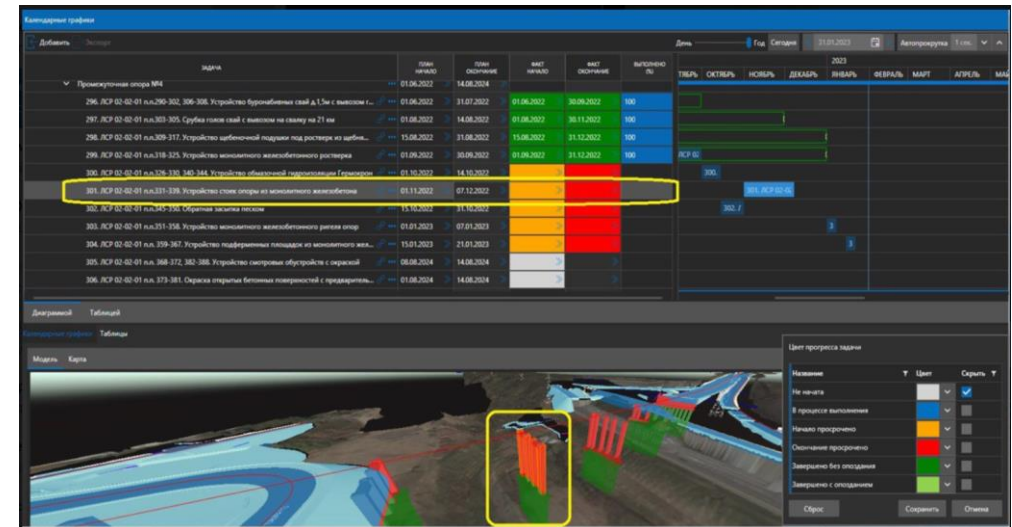 Календарные графики
Добавить Экспорт День Год Сегодня 31.01.2023 Автопрокрутка 1 сек.
ЗАДАЧА ПЛАН НАЧАЛО ПЛАН ОКОНЧАНИЕ ФАКТ НАЧАЛО ФАКТ ОКОНЧАНИЕ ВЫПОЛНЕНО (%) 2023
ТЯБРЬ ОКТЯБРЬ НОЯБРЬ ДЕКАБРЬ ЯНВАРЬ ФЕВРАЛЬ МАРТ АПРЕЛЬ МАЙ
Промежуточная опора №4 ... 01.06.2022 14.08.2024
296. ЛСР 02-02-01 п.п.290-302, 306-308. Устройство буронабивных свай д.1,5м с вывозом г... 01.06.2022 31.07.2022 01.06.2022 30.09.2022 100
297. ЛСР 02-02-01 п.п.303-305. Срубка голов свай с вывозом на свалку на 21 км 01.08.2022 14.08.2022 01.08.2022 30.11.2022 100
298. ЛСР 02-02-01 п.п.309-317. Устройство щебеночной подушки под ростверк из щебня... 15.08.2022 31.08.2022 15.08.2022 31.12.2022 100
299. ЛСР 02-02-01 п.п.318-325. Устройство монолитного железобетонного ростверка 01.09.2022 30.09.2022 01.09.2022 31.12.2022 100 ЛСР 02
300. ЛСР 02-02-01 п.п.326-330, 340-344. Устройство обмазочной гидроизоляции Гермокрон 01.10.2022 14.10.2022 300.
301. ЛСР 02-02-01 п.п.331-339. Устройство стоек опоры из монолитного железобетона 01.11.2022 07.12.2022 301. ЛСР 02-02
302. ЛСР 02-02-01 п.п.345-350. Обратная засыпка песком 15.10.2022 31.10.2022 302. Л
303. ЛСР 02-02-01 п.п.351-358. Устройство монолитного железобетонного ригеля опор 01.01.2023 07.01.2023 3
304. ЛСР 02-02-01 п.п. 359-367. Устройство подферменных площадок из монолитного жел... 15.01.2023 21.01.2023 3
305. ЛСР 02-02-01 п.п. 368-372, 382-388. Устройство смотровых обустройств с окраской 08.08.2024 14.08.2024
306. ЛСР 02-02-01 п.п. 373-381. Окраска открытых бетонных поверхностей с предваритель... 01.08.2024 14.08.2024
Диаграммой Таблицей
Календарные графики Таблицы
Модель Карта
Цвет прогресса задачи
Название Цвет Скрыть
Не начата
В процессе выполнения
Начало просрочено
Окончание просрочено
Завершено без опоздания
Завершено с опозданием
Сброс Сохранить Отмена